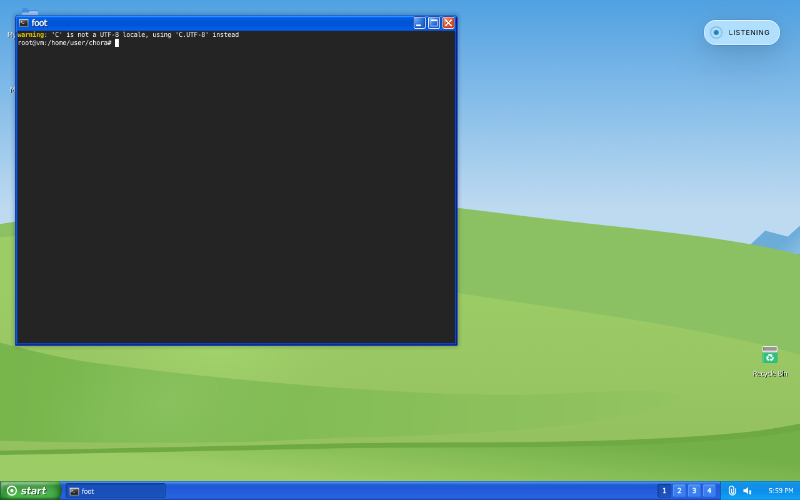 foot
warning: 'C' is not a UTF-8 locale, using 'C.UTF-8' instead
root@vm:/home/user/chora#
LISTENING
Recycle Bin
start
foot
1 2 3 4
5:59 PM